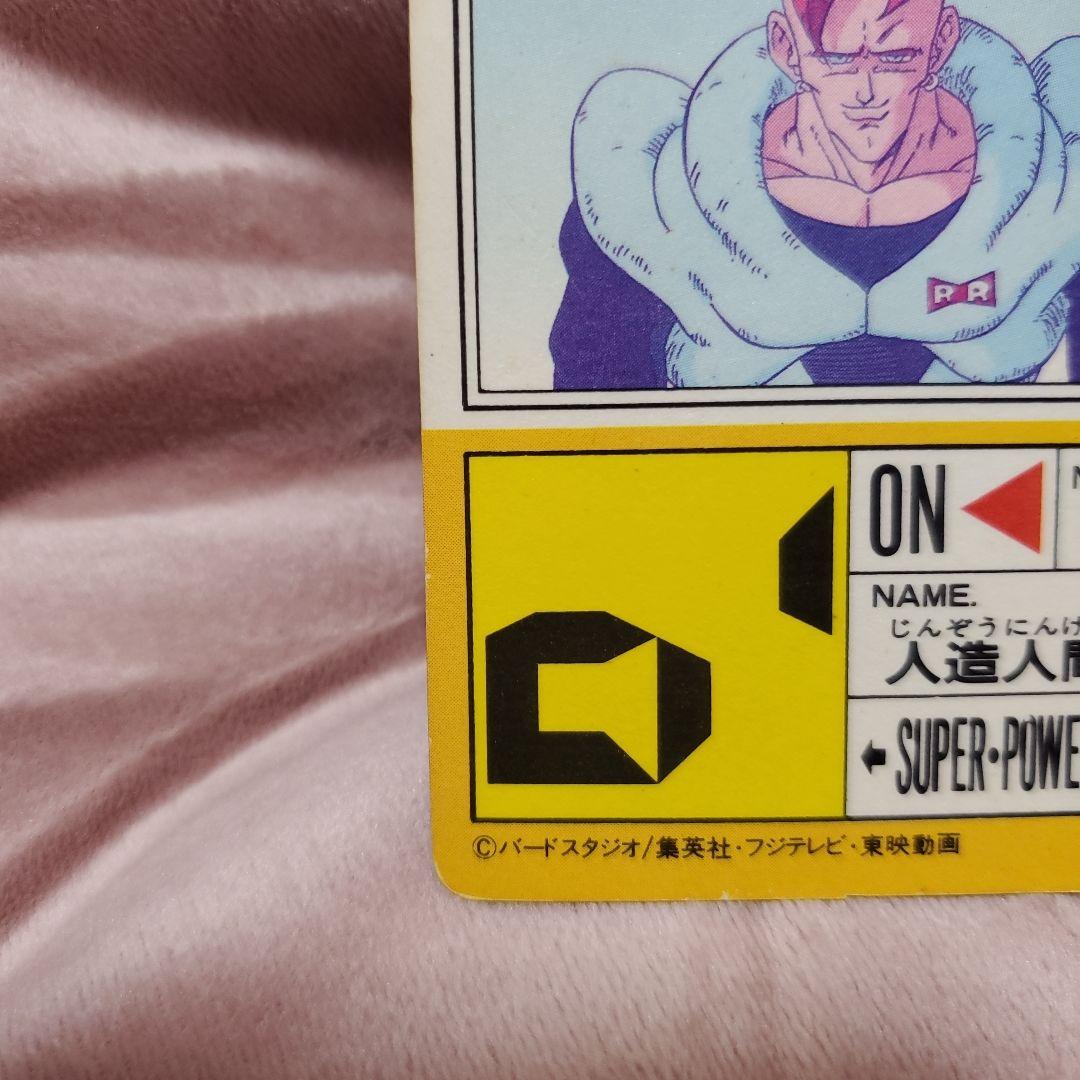 RR
ON
NAME.
じんぞうにん
人造人間
←SUPER・POWE
©バードスタジオ/集英社・フジテレビ・東映動画